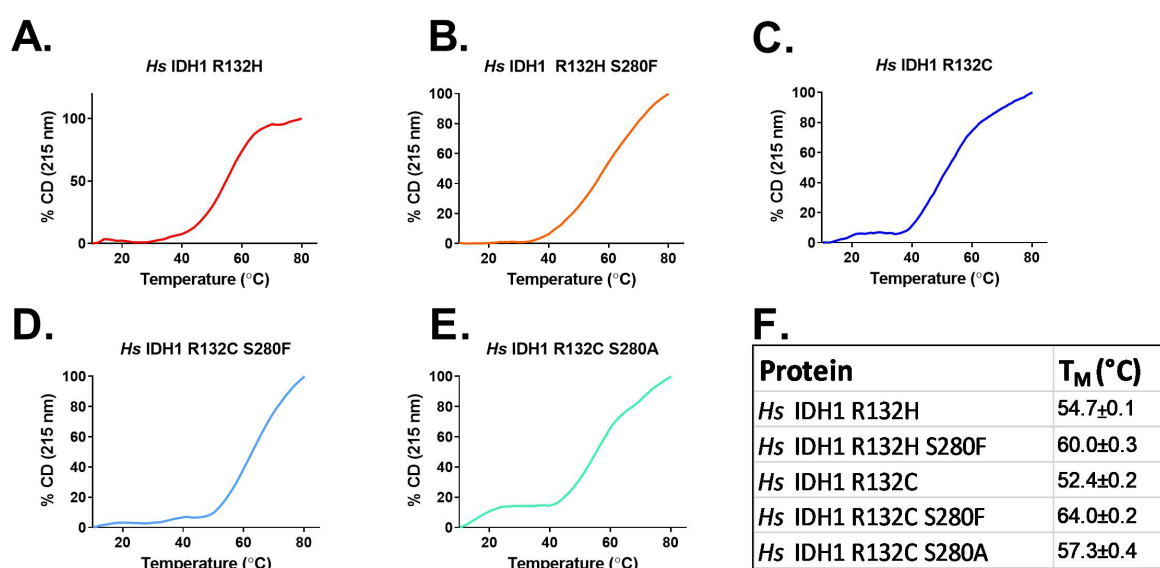 A.
Hs IDH1 R132H
% CD (215 nm)
100
50
0
20 40 60 80
Temperature (°C)
B.
Hs IDH1 R132H S280F
% CD (215 nm)
100
80
60
40
20
0
20 40 60 80
Temperature (°C)
C.
Hs IDH1 R132C
% CD (215 nm)
100
80
60
40
20
0
20 40 60 80
Temperature (°C)
D.
Hs IDH1 R132C S280F
% CD (215 nm)
100
80
60
40
20
0
20 40 60 80
Temperature (°C)
E.
Hs IDH1 R132C S280A
% CD (215 nm)
100
80
60
40
20
0
20 40 60 80
Temperature (°C)
F.
Protein TM (°C)
Hs IDH1 R132H 54.7±0.1
Hs IDH1 R132H S280F 60.0±0.3
Hs IDH1 R132C 52.4±0.2
Hs IDH1 R132C S280F 64.0±0.2
Hs IDH1 R132C S280A 57.3±0.4